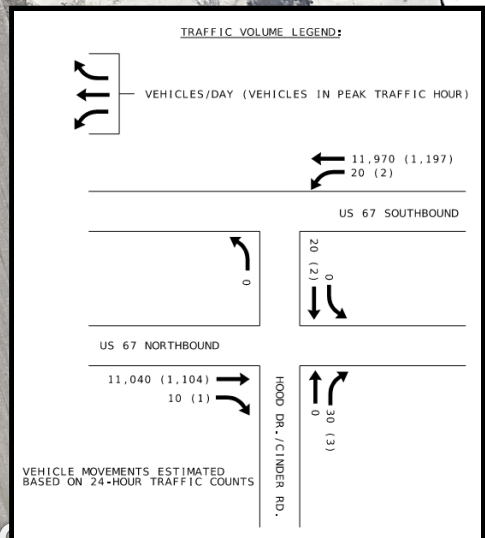 TRAFFIC VOLUME LEGEND:
VEHICLES/DAY (VEHICLES IN PEAK TRAFFIC HOUR)
11,970 (1,197)
20 (2)
US 67 SOUTHBOUND
0
20 (2)
0
US 67 NORTHBOUND
11,040 (1,104)
10 (1)
HOOD DR./CINDER RD.
0
30 (3)
VEHICLE MOVEMENTS ESTIMATED
BASED ON 24-HOUR TRAFFIC COUNTS